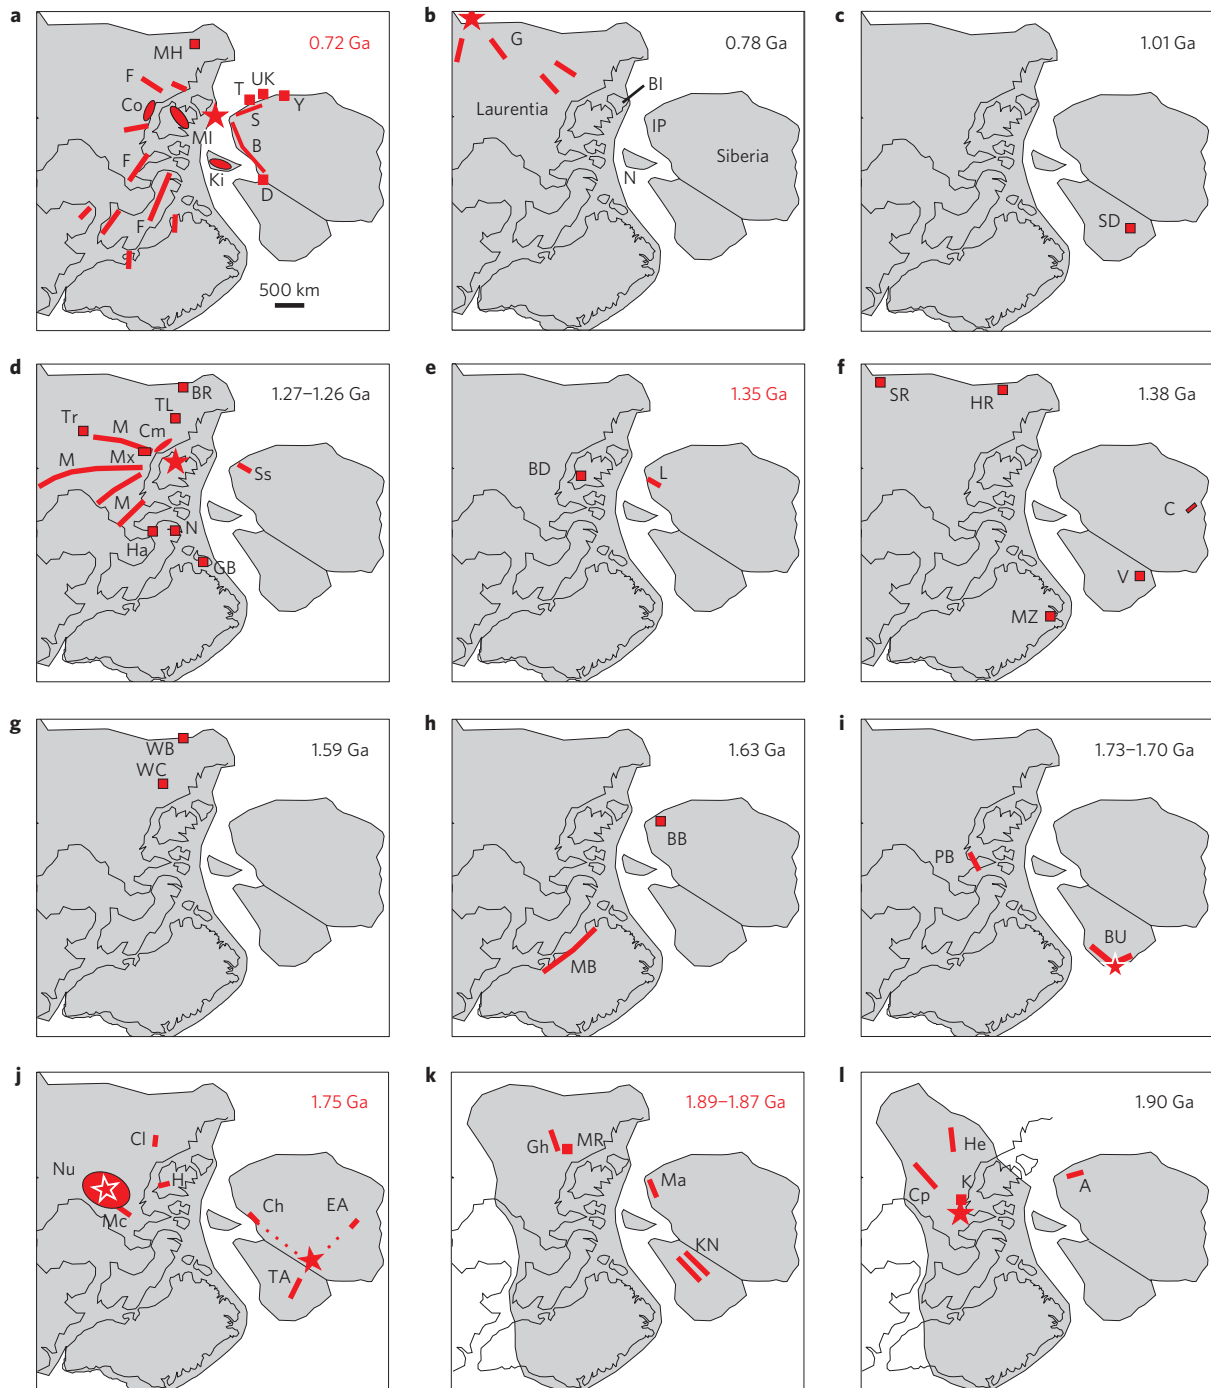 a
0.72 Ga
MH
F
Co
T
UK
Y
S
MI
B
F
Ki
D
F
500 km
b
G
0.78 Ga
BI
Laurentia
IP
Siberia
N
c
1.01 Ga
SD
d
1.27–1.26 Ga
BR
TL
Tr
M
Cm
M
Mx
Ss
M
Ha
N
GB
e
1.35 Ga
BD
L
f
SR
HR
1.38 Ga
C
V
MZ
g
WB
1.59 Ga
WC
h
1.63 Ga
BB
MB
i
1.73–1.70 Ga
PB
BU
j
1.75 Ga
Cl
Nu
H
Mc
Ch
EA
TA
k
1.89–1.87 Ga
Gh
MR
Ma
KN
l
1.90 Ga
He
K
Cp
A